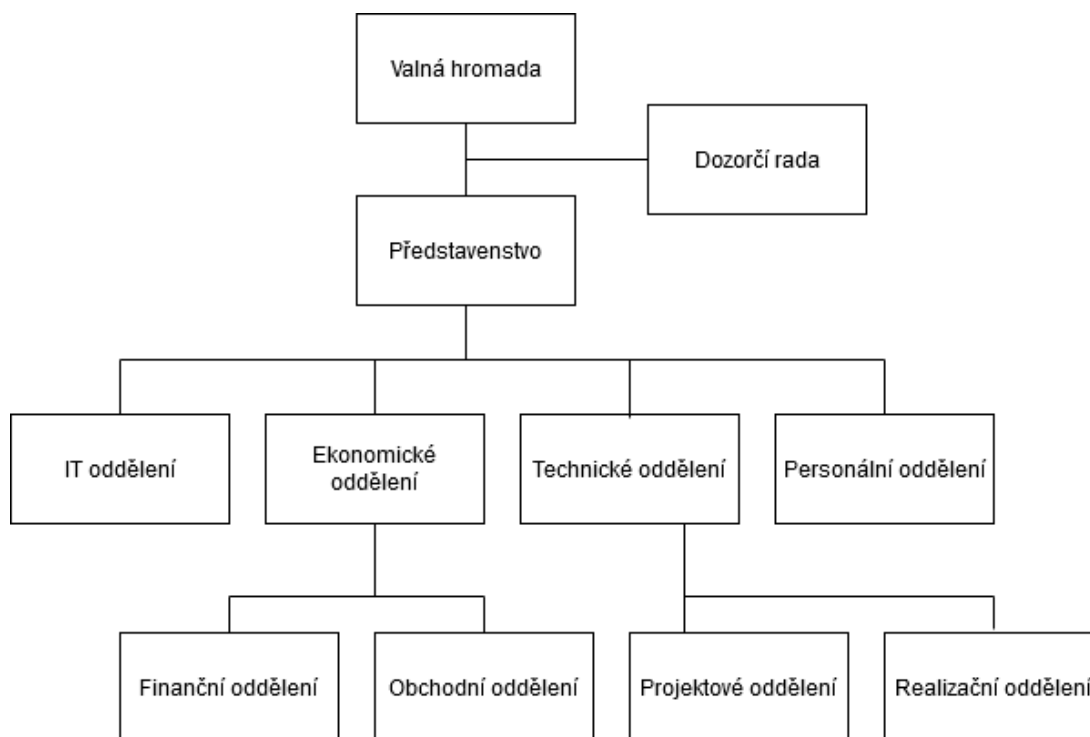 Valná hromada
Dozorčí rada
Představenstvo
IT oddělení
Ekonomické
oddělení
Technické oddělení
Personální oddělení
Finanční oddělení
Obchodní oddělení
Projektové oddělení
Realizační oddělení